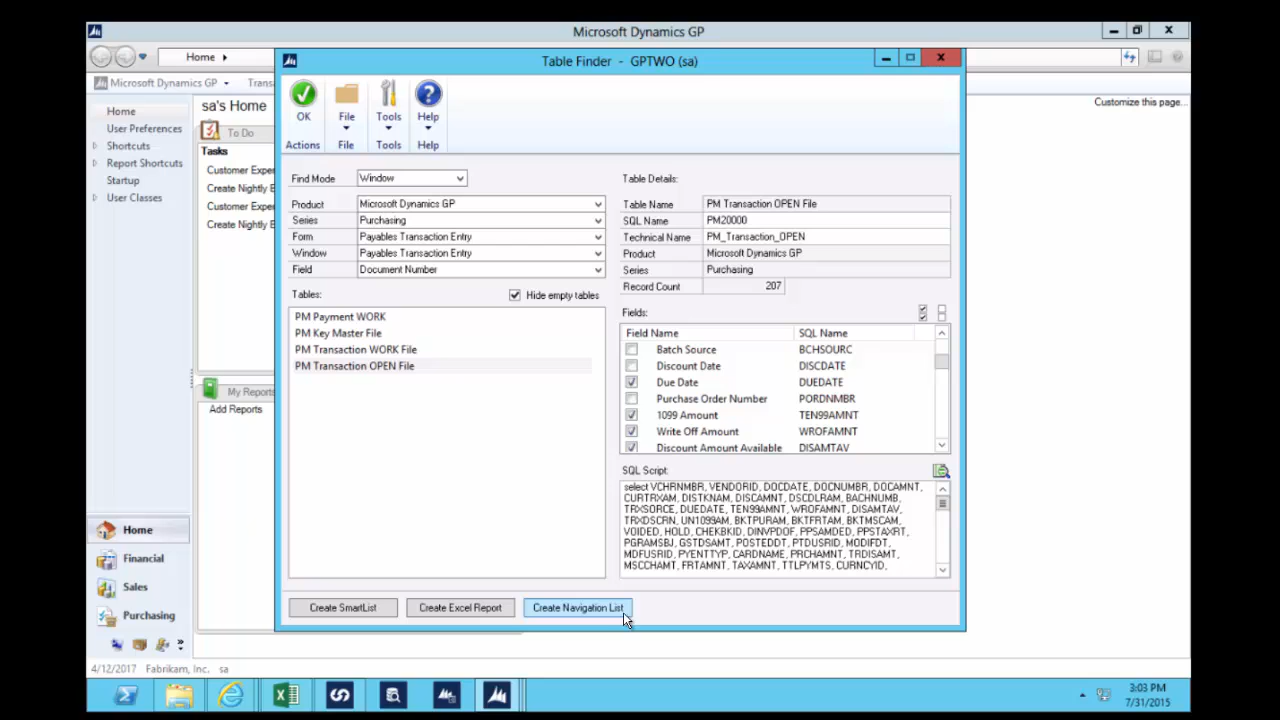 Microsoft Dynamics GP
Home
Table Finder - GPTWO (sa)
Microsoft Dynamics GP
Trans
Customize this page...
Home
User Preferences
Shortcuts
Report Shortcuts
Startup
User Classes
sa's Home
To Do
Tasks
Customer Exper
Create Nightly B
Customer Exper
Create Nightly B
My Reports
Add Reports
OK
File
Tools
Help
Actions
File
Tools
Help
Find Mode
Window
Product
Microsoft Dynamics GP
Series
Purchasing
Form
Payables Transaction Entry
Window
Payables Transaction Entry
Field
Document Number
Tables:
Hide empty tables
PM Payment WORK
PM Key Master File
PM Transaction WORK File
PM Transaction OPEN File
Table Details:
Table Name
PM Transaction OPEN File
SQL Name
PM20000
Technical Name
PM_Transaction_OPEN
Product
Microsoft Dynamics GP
Series
Purchasing
Record Count
207
Fields:
Field Name SQL Name
Batch Source BCHSOURC
Discount Date DISCDATE
Due Date DUEDATE
Purchase Order Number PORDNMBR
1099 Amount TEN99AMNT
Write Off Amount WROFAMNT
Discount Amount Available DISAMTAV
SQL Script:
select VCHRNMBR, VENDORID, DOCDATE, DOCNUMBR, DOCAMNT,
CURTRXAM, DISTKNAM, DISCAMNT, DSCDLRAM, BACHNUMB,
TRXSORCE, DUEDATE, TEN99AMNT, WROFAMNT, DISAMTAV,
TRXDSCRN, UN1099AM, BKTPURAM, BKTFRTAM, BKTMSCAM,
VOIDED, HOLD, CHEKBKID, DINVPDOF, PPSAMDED, PPSTAXRT,
PGRAMSBJ, GSTDSAMT, POSTEDDT, PTDUSRID, MODIFDT,
MDFUSRID, PYENTTYP, CARDNAME, PRCHAMNT, TRDISAMT,
MSCCHAMT, FRTAMNT, TAXAMNT, TTLPYMTS, CURNCYID,
Create SmartList
Create Excel Report
Create Navigation List
Home
Financial
Sales
Purchasing
4/12/2017 Fabrikam, Inc. sa
3:03 PM
7/31/2015